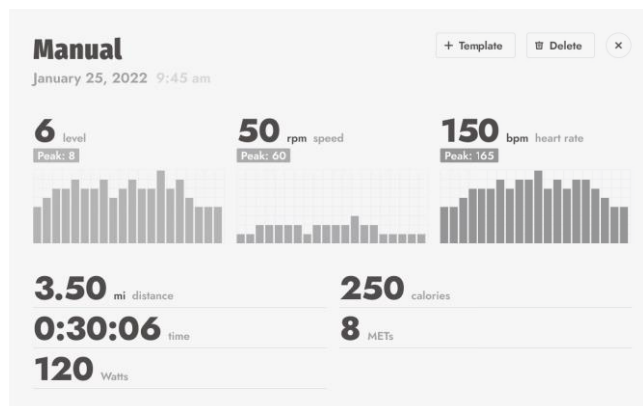 Manual
+ Template
Delete
×
January 25, 2022 9:45 am
6 level
Peak: 8
50 rpm speed
Peak: 60
150 bpm heart rate
Peak: 165
3.50 mi distance
250 calories
0:30:06 time
8 METs
120 Watts